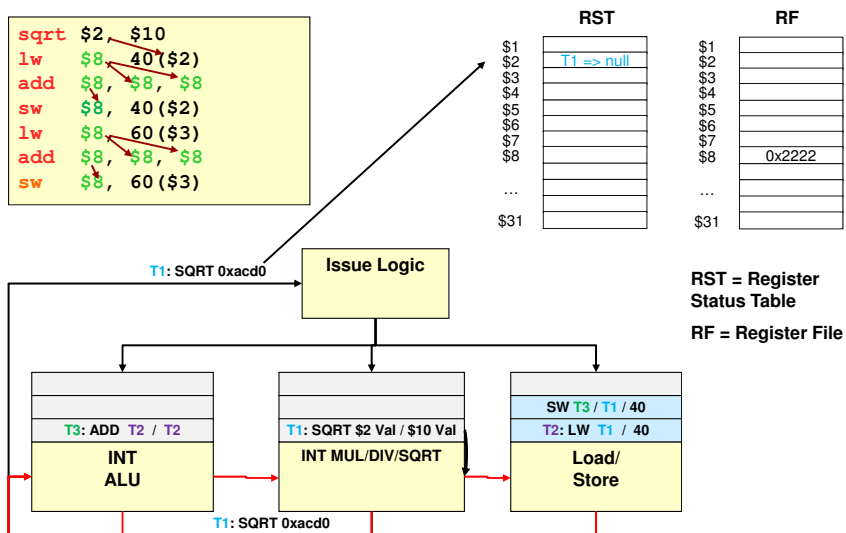 sqrt $2, $10
lw $8, 40($2)
add $8, $8, $8
sw $8, 40($2)
lw $8, 60($3)
add $8, $8, $8
sw $8, 60($3)
RST
$1
$2 T1 => null
$3
$4
$5
$6
$7
$8
...
$31
RF
$1
$2
$3
$4
$5
$6
$7
$8 0x2222
...
$31
RST = Register
Status Table
RF = Register File
T1: SQRT 0xacd0
Issue Logic
T3: ADD T2 / T2
INT
ALU
T1: SQRT $2 Val / $10 Val
INT MUL/DIV/SQRT
SW T3 / T1 / 40
T2: LW T1 / 40
Load/
Store
T1: SQRT 0xacd0